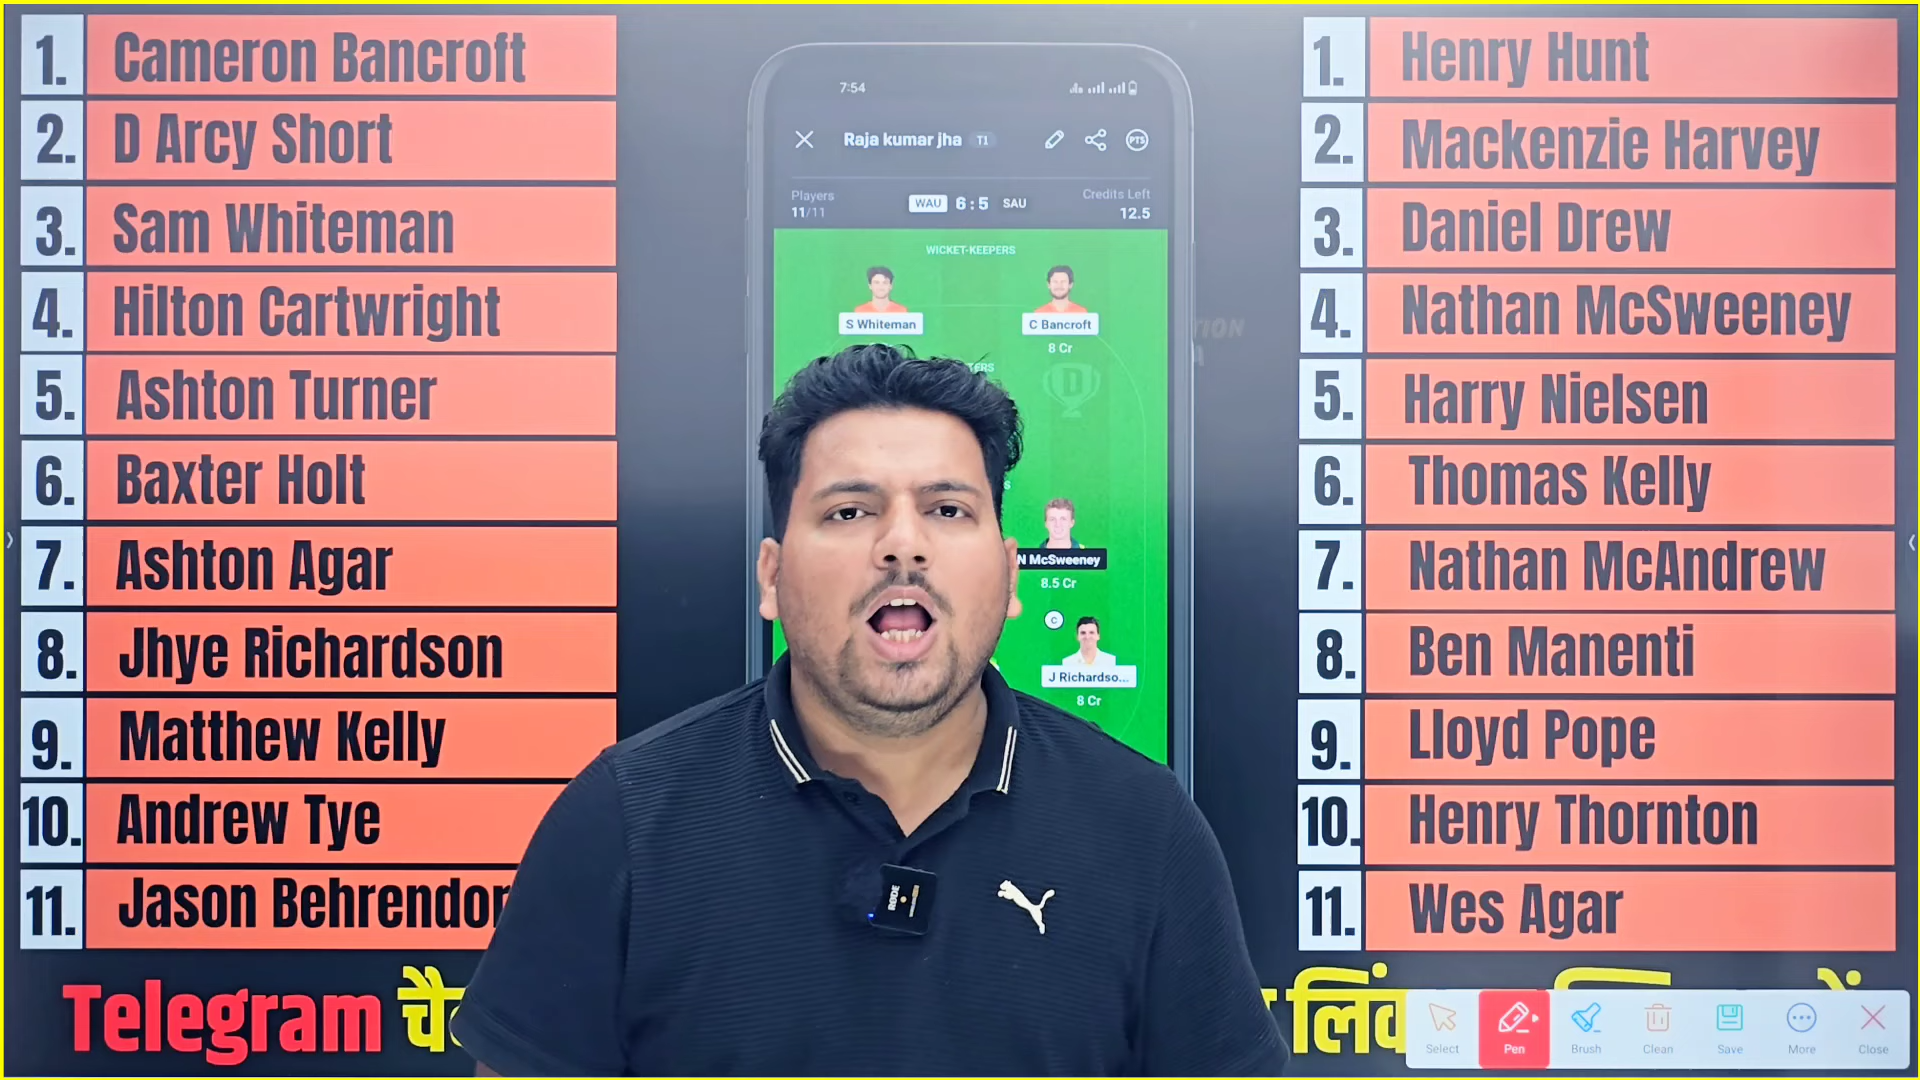 1. Cameron Bancroft
2. D Arcy Short
3. Sam Whiteman
4. Hilton Cartwright
5. Ashton Turner
6. Baxter Holt
7. Ashton Agar
8. Jhye Richardson
9. Matthew Kelly
10. Andrew Tye
11. Jason Behrendor
7:54
Raja kumar jha T1
PTS
Players
11/11
WAU 6 : 5 SAU
Credits Left
12.5
WICKET-KEEPERS
S Whiteman
C Bancroft
8 Cr
N McSweeney
8.5 Cr
C
J Richardso...
8 Cr
RØDE
1. Henry Hunt
2. Mackenzie Harvey
3. Daniel Drew
4. Nathan McSweeney
5. Harry Nielsen
6. Thomas Kelly
7. Nathan McAndrew
8. Ben Manenti
9. Lloyd Pope
10. Henry Thornton
11. Wes Agar
Telegram
Select
Pen
Brush
Clean
Save
More
Close